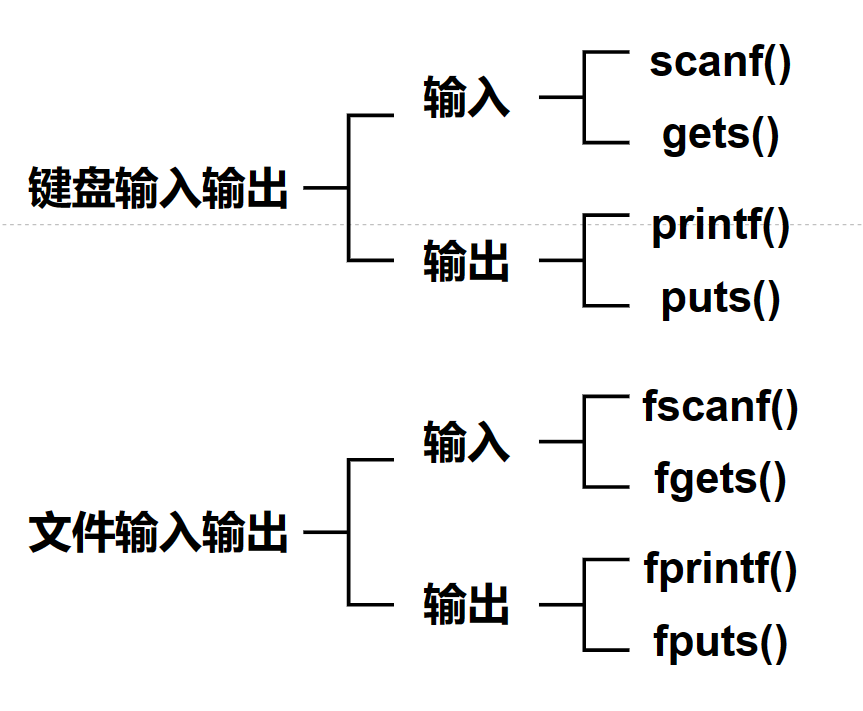 键盘输入输出
输入
scanf()
gets()
输出
printf()
puts()
文件输入输出
输入
fscanf()
fgets()
输出
fprintf()
fputs()